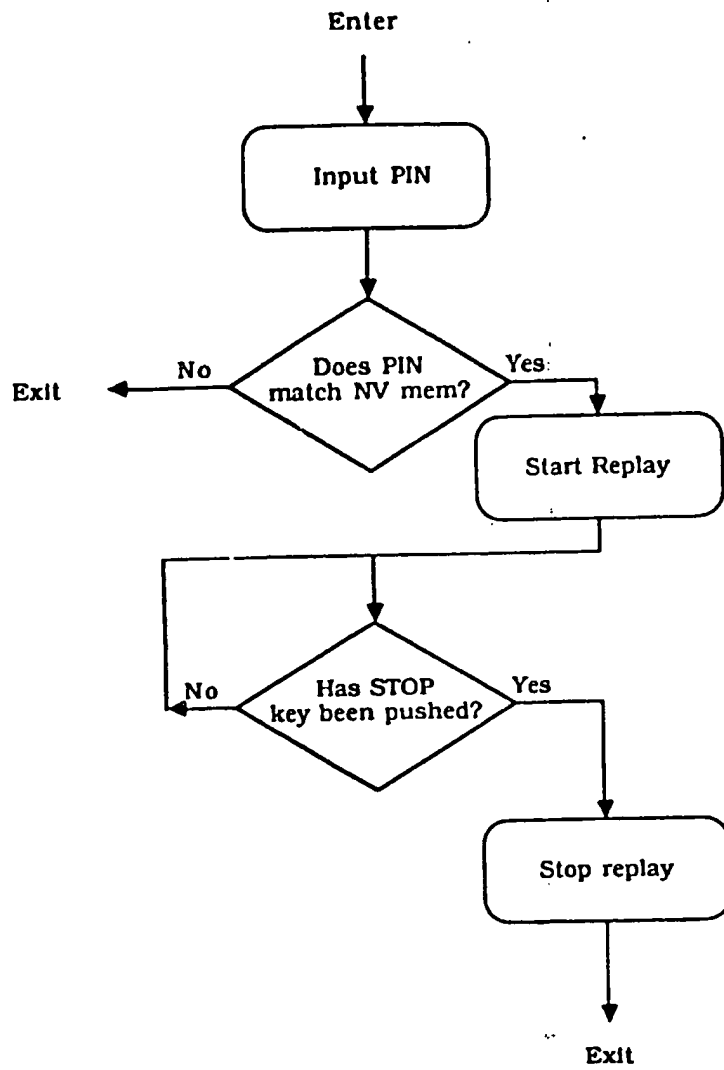 Enter
Input PIN
Does PIN
match NV mem?
No
Yes
Exit
Start Replay
Has STOP
key been pushed?
No
Yes
Stop replay
Exit